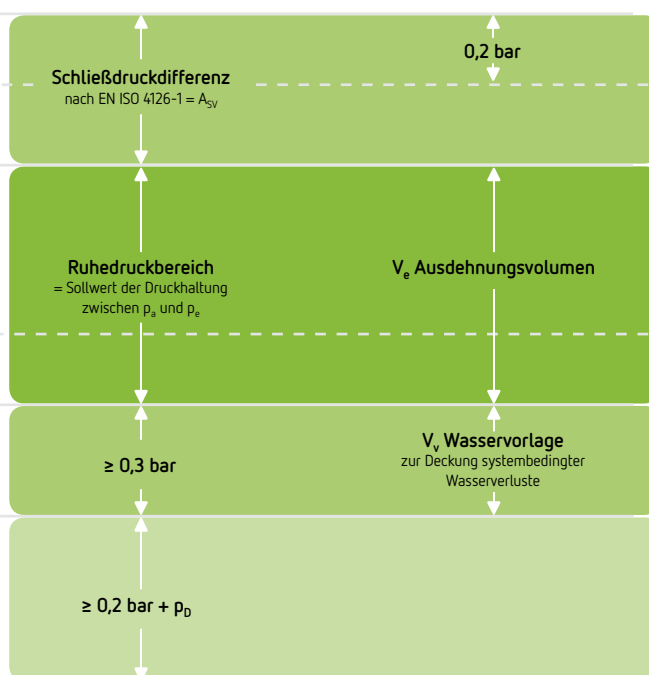 0,2 bar
Schließdruckdifferenz
nach EN ISO 4126-1 = A_SV
Ruhedruckbereich
= Sollwert der Druckhaltung
zwischen p_a und p_e
V_e Ausdehnungsvolumen
≥ 0,3 bar
V_v Wasservorlage
zur Deckung systembedingter
Wasserverluste
≥ 0,2 bar + p_D